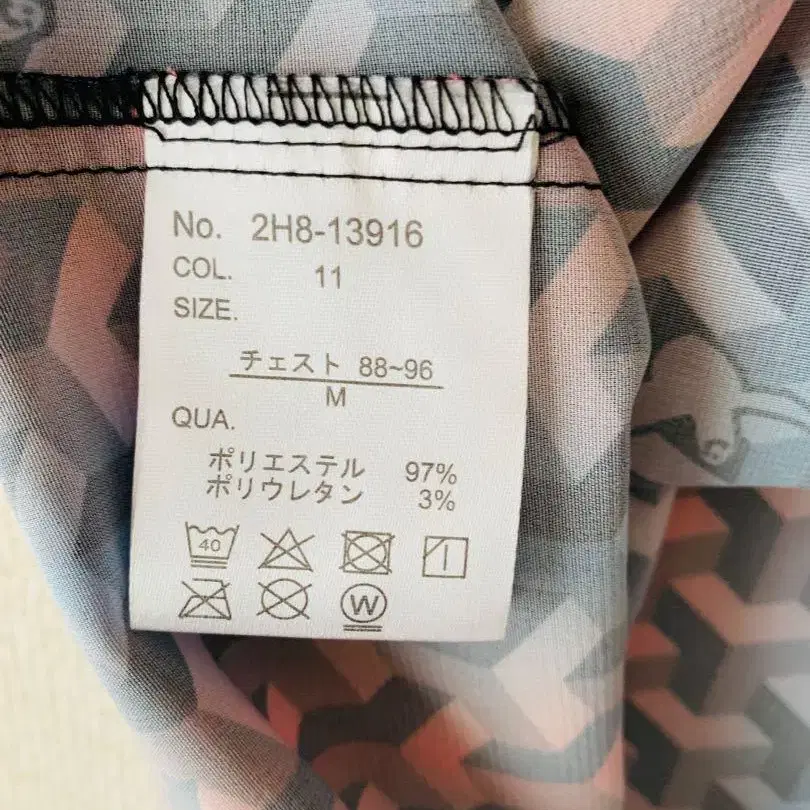 No. 2H8-13916
COL. 11
SIZE.
チェスト 88~96
M
QUA.
ポリエステル 97%
ポリウレタン 3%
40
W